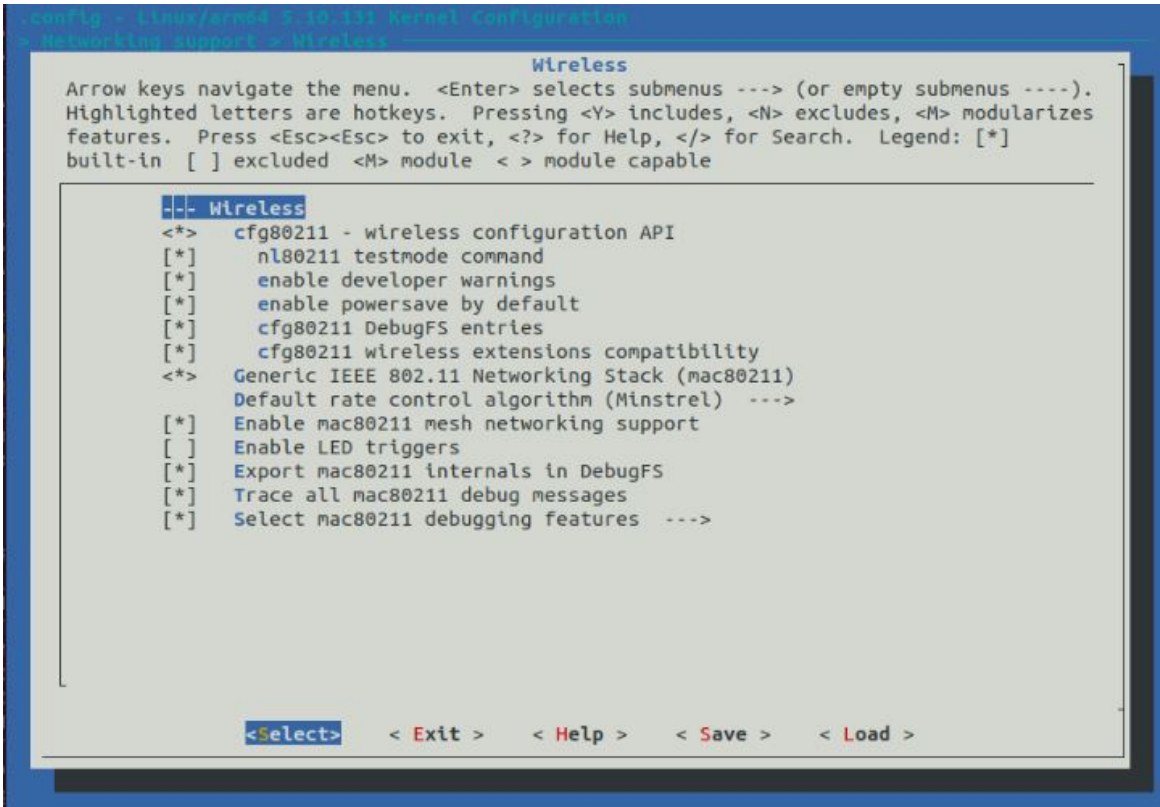 .config - Linux/arm64 5.10.131 Kernel Configuration
> Networking support > Wireless
Wireless
Arrow keys navigate the menu.  <Enter> selects submenus ---> (or empty submenus ----).
Highlighted letters are hotkeys.  Pressing <Y> includes, <N> excludes, <M> modularizes
features.  Press <Esc><Esc> to exit, <?> for Help, </> for Search.  Legend: [*]
built-in  [ ] excluded  <M> module  < > module capable
--- Wireless
<*>   cfg80211 - wireless configuration API
[*]     nl80211 testmode command
[*]     enable developer warnings
[*]     enable powersave by default
[*]     cfg80211 DebugFS entries
[*]     cfg80211 wireless extensions compatibility
<*>   Generic IEEE 802.11 Networking Stack (mac80211)
Default rate control algorithm (Minstrel)  --->
[*]   Enable mac80211 mesh networking support
[ ]   Enable LED triggers
[*]   Export mac80211 internals in DebugFS
[*]   Trace all mac80211 debug messages
[*]   Select mac80211 debugging features  --->
<Select>    < Exit >    < Help >    < Save >    < Load >